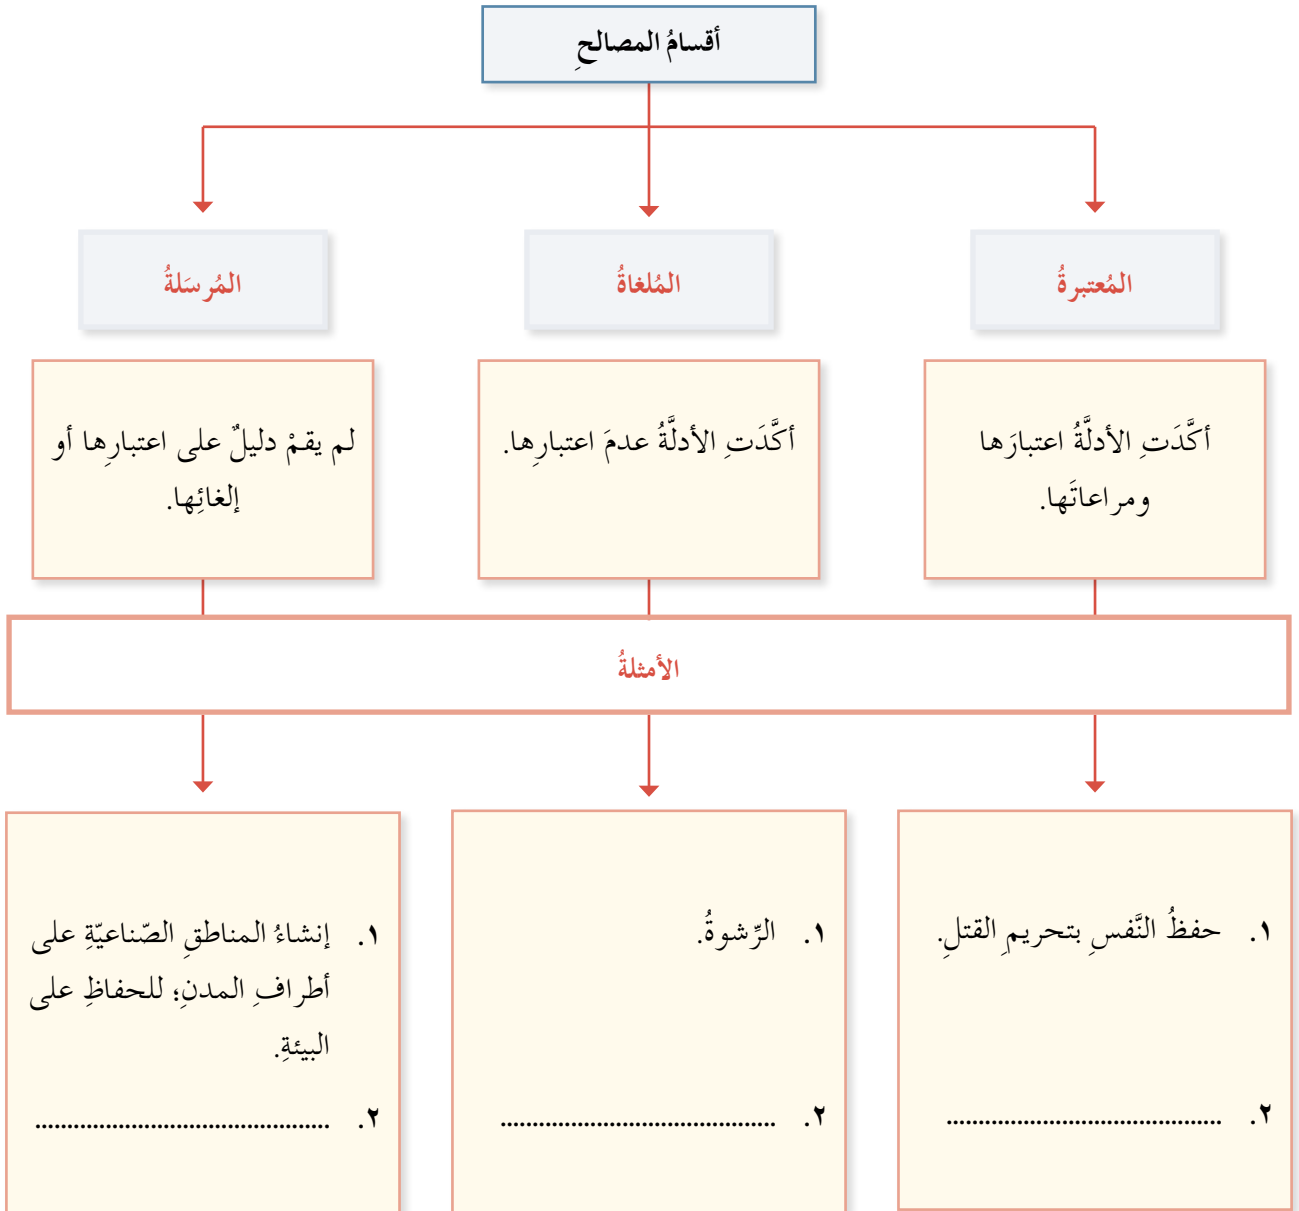 أقسامُ المصالحِ
المُعتبرةُ
المُلغاةُ
المُرسَلةُ
أكَّدَتِ الأدلَّةُ اعتبارَها
ومراعاتَها.
أكَّدَتِ الأدلَّةُ عدمَ اعتبارِها.
لم يقمْ دليلٌ على اعتبارِها أو
إلغائِها.
الأمثلةُ
١. حفظُ النَّفسِ بتحريمِ القتلِ.
٢. ...........................................
١. الرِّشوةُ.
٢. ...........................................
١. إنشاءُ المناطقِ الصّناعيّةِ على
أطرافِ المدنِ؛ للحفاظِ على
البيئةِ.
٢. ..............................................